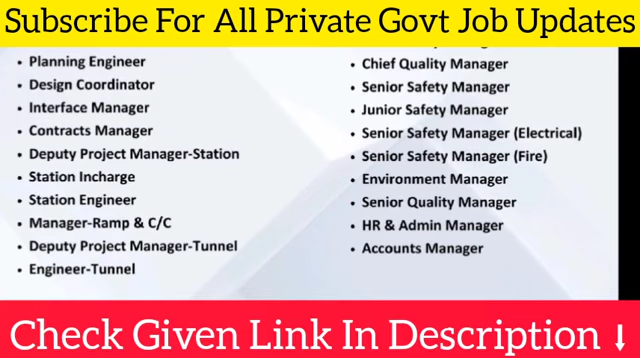 Subscribe For All Private Govt Job Updates
• Planning Engineer
• Design Coordinator
• Interface Manager
• Contracts Manager
• Deputy Project Manager-Station
• Station Incharge
• Station Engineer
• Manager-Ramp & C/C
• Deputy Project Manager-Tunnel
• Engineer-Tunnel
• Chief Quality Manager
• Senior Safety Manager
• Junior Safety Manager
• Senior Safety Manager (Electrical)
• Senior Safety Manager (Fire)
• Environment Manager
• Senior Quality Manager
• HR & Admin Manager
• Accounts Manager
Check Given Link In Description ↓